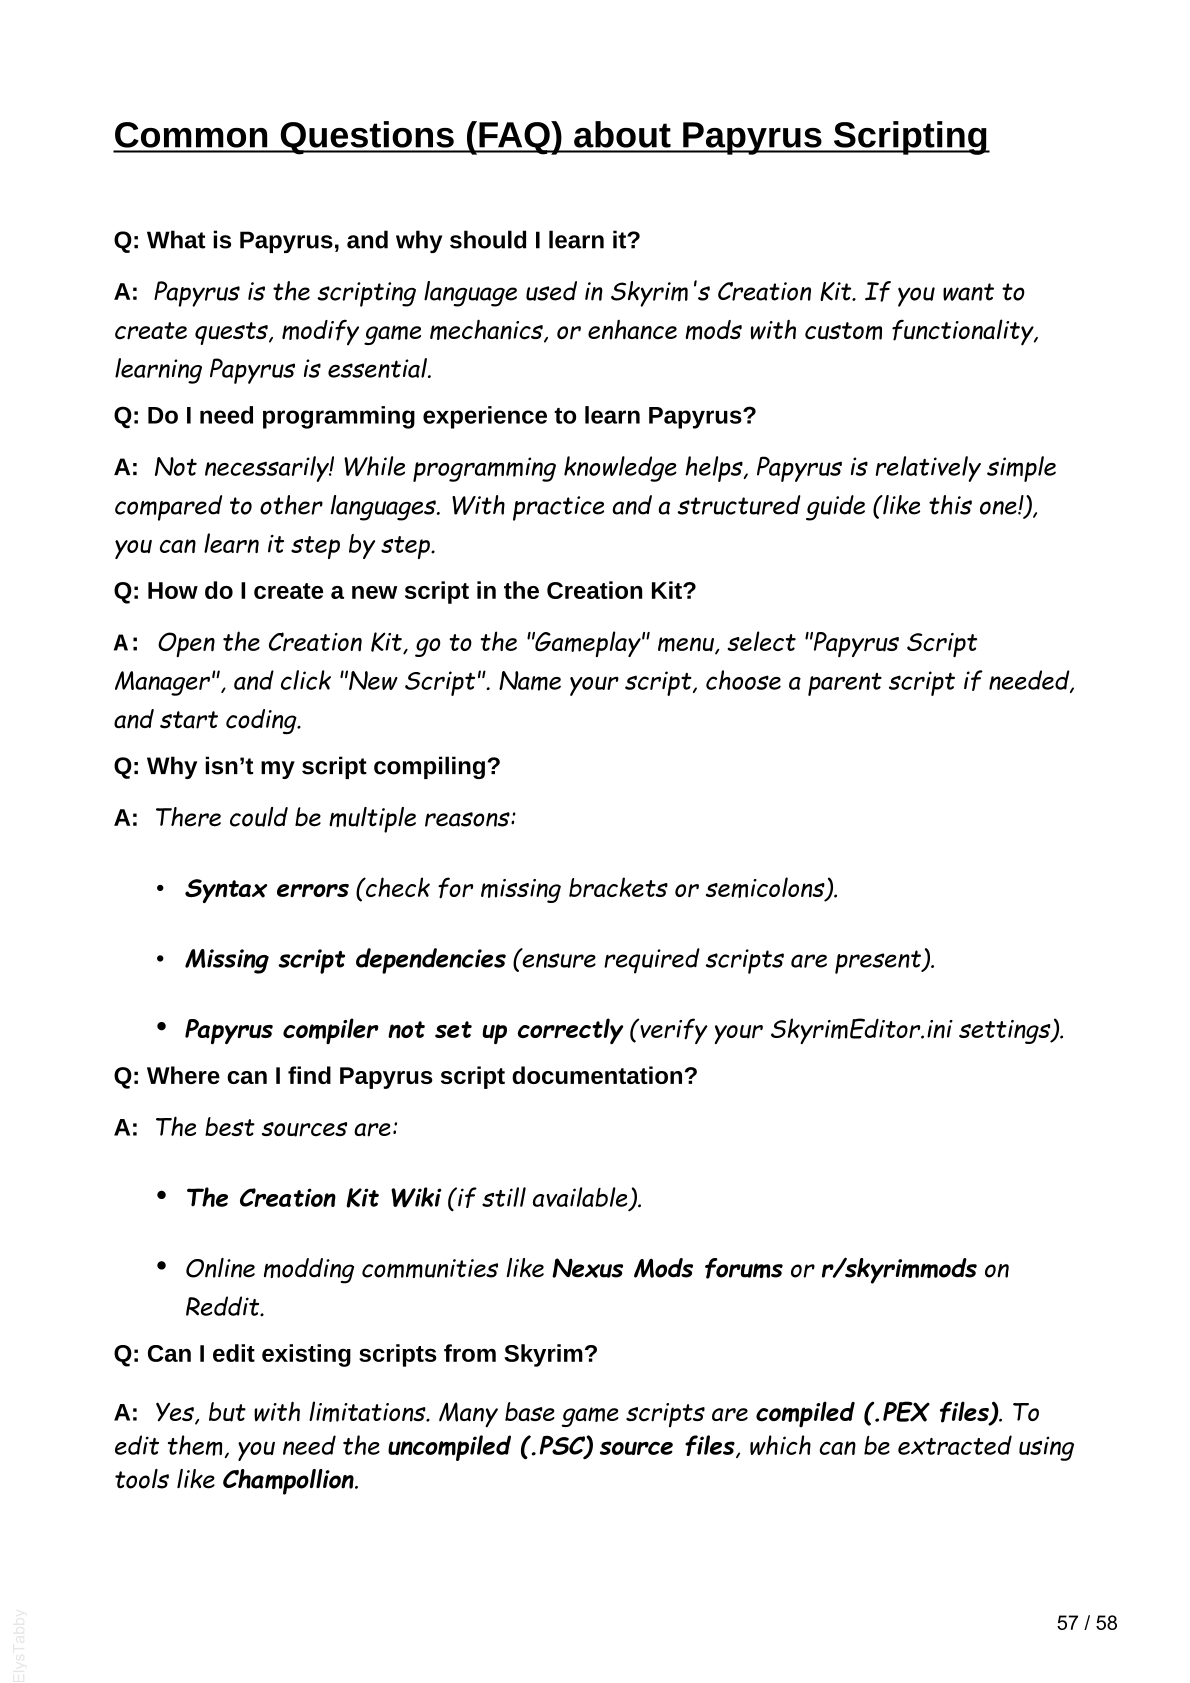 Common Questions (FAQ) about Papyrus Scripting
Q: What is Papyrus, and why should I learn it?
A: Papyrus is the scripting language used in Skyrim's Creation Kit. If you want to
create quests, modify game mechanics, or enhance mods with custom functionality,
learning Papyrus is essential.
Q: Do I need programming experience to learn Papyrus?
A: Not necessarily! While programming knowledge helps, Papyrus is relatively simple
compared to other languages. With practice and a structured guide (like this one!),
you can learn it step by step.
Q: How do I create a new script in the Creation Kit?
A: Open the Creation Kit, go to the "Gameplay" menu, select "Papyrus Script
Manager", and click "New Script". Name your script, choose a parent script if needed,
and start coding.
Q: Why isn’t my script compiling?
A: There could be multiple reasons:
• Syntax errors (check for missing brackets or semicolons).
• Missing script dependencies (ensure required scripts are present).
• Papyrus compiler not set up correctly (verify your SkyrimEditor.ini settings).
Q: Where can I find Papyrus script documentation?
A: The best sources are:
• The Creation Kit Wiki (if still available).
• Online modding communities like Nexus Mods forums or r/skyrimmods on
Reddit.
Q: Can I edit existing scripts from Skyrim?
A: Yes, but with limitations. Many base game scripts are compiled (.PEX files). To
edit them, you need the uncompiled (.PSC) source files, which can be extracted using
tools like Champollion.
57 / 58
ElysTabby